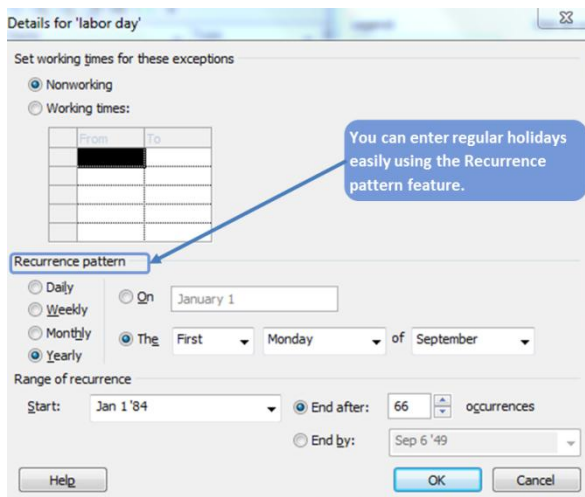 Details for 'labor day'
Set working times for these exceptions
Nonworking
Working times:
From To
You can enter regular holidays
easily using the Recurrence
pattern feature.
Recurrence pattern
Daily
Weekly
Monthly
Yearly
On January 1
The First Monday of September
Range of recurrence
Start: Jan 1 '84 End after: 66 occurrences
End by: Sep 6 '49
Help OK Cancel